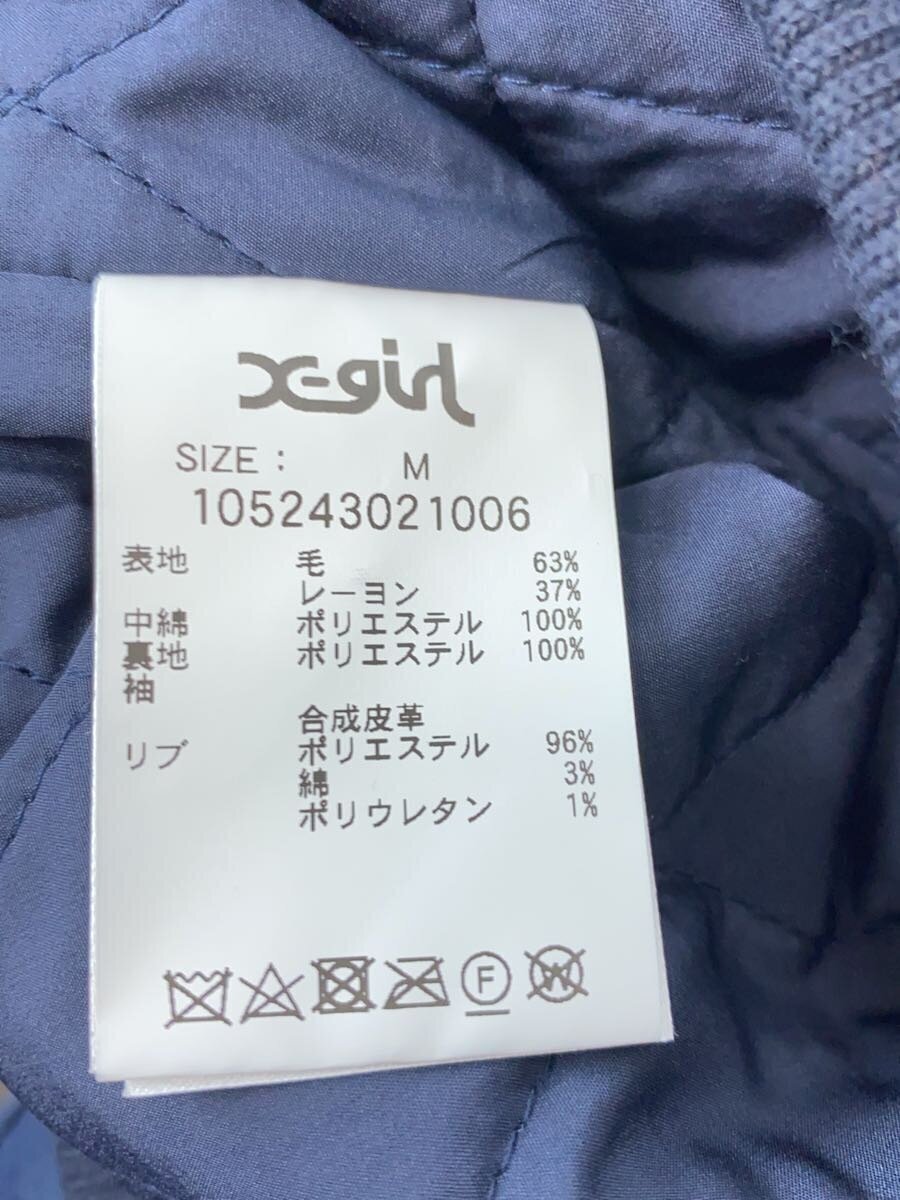 X-girl
SIZE : M
105243021006
表地 毛 63%
レーヨン 37%
中綿 ポリエステル 100%
裏地 ポリエステル 100%
袖
合成皮革
リブ ポリエステル 96%
綿 3%
ポリウレタン 1%
F W